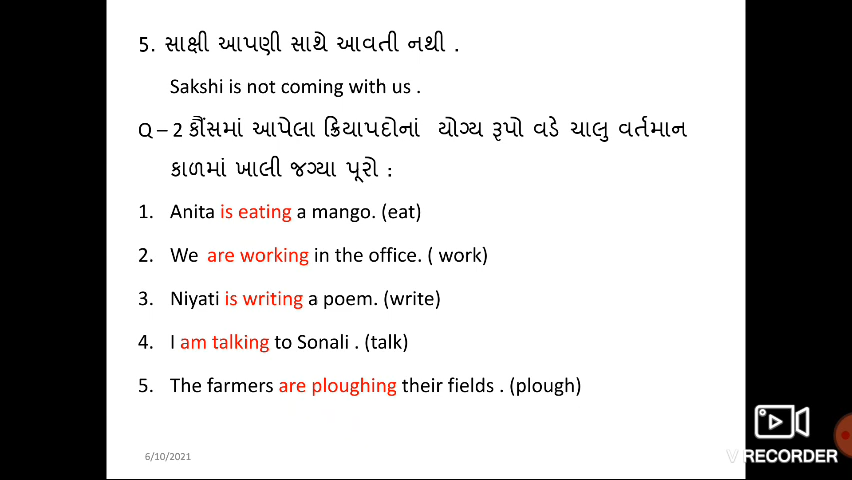 5. સાક્ષી આપણી સાથે આવતી નથી .
Sakshi is not coming with us .
Q – 2 કૌંસમાં આપેલા ક્રિયાપદોનાં યોગ્ય રૂપો વડે ચાલુ વર્તમાન
કાળમાં ખાલી જગ્યા પૂરો :
1. Anita is eating a mango. (eat)
2. We are working in the office. ( work)
3. Niyati is writing a poem. (write)
4. I am talking to Sonali . (talk)
5. The farmers are ploughing their fields . (plough)
6/10/2021
V RECORDER